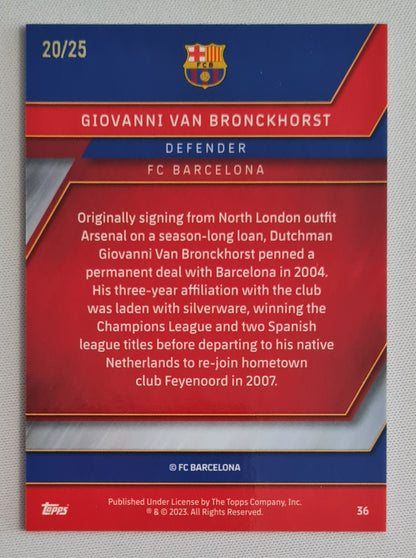 20/25
FCB
GIOVANNI VAN BRONCKHORST
DEFENDER
FC BARCELONA
Originally signing from North London outfit
Arsenal on a season-long loan, Dutchman
Giovanni Van Bronckhorst penned a
permanent deal with Barcelona in 2004.
His three-year affiliation with the club
was laden with silverware, winning the
Champions League and two Spanish
league titles before departing to his native
Netherlands to re-join hometown
club Feyenoord in 2007.
© FC BARCELONA
Topps
Published Under License by The Topps Company, Inc.
® & © 2023. All Rights Reserved.
36